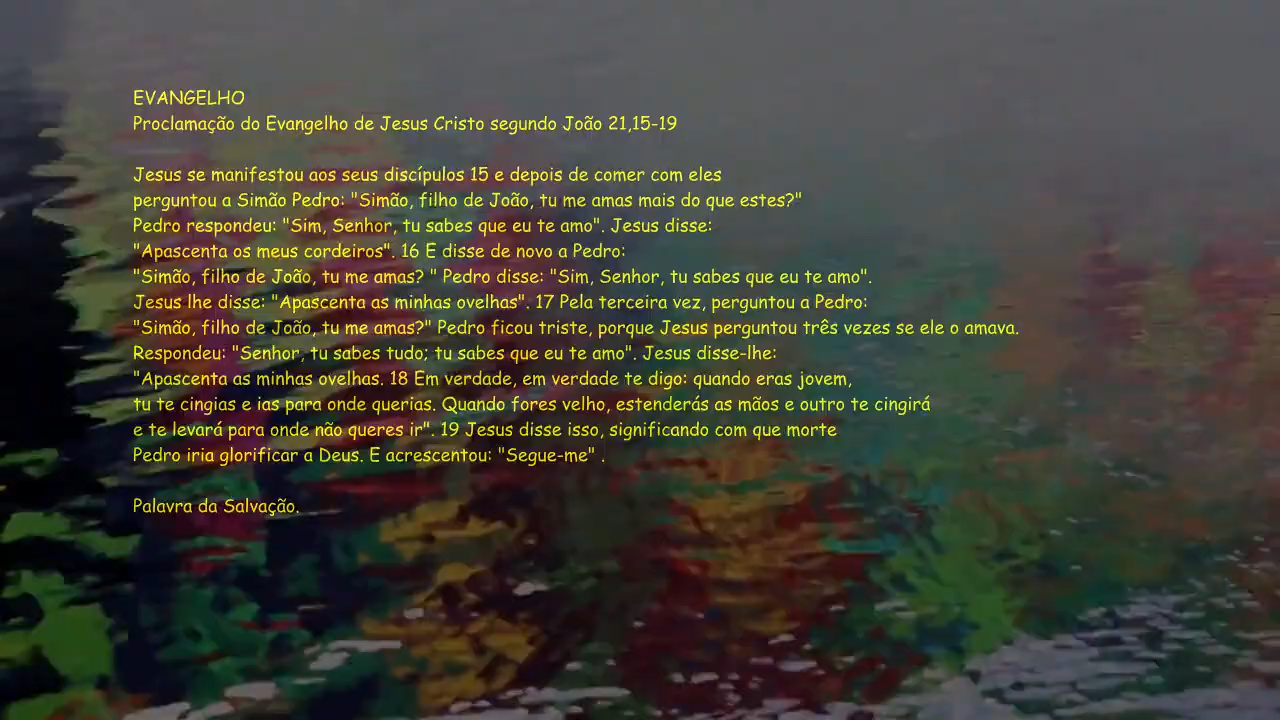 EVANGELHO
Proclamação do Evangelho de Jesus Cristo segundo João 21,15-19
Jesus se manifestou aos seus discípulos 15 e depois de comer com eles
perguntou a Simão Pedro: "Simão, filho de João, tu me amas mais do que estes?"
Pedro respondeu: "Sim, Senhor, tu sabes que eu te amo". Jesus disse:
"Apascenta os meus cordeiros". 16 E disse de novo a Pedro:
"Simão, filho de João, tu me amas? " Pedro disse: "Sim, Senhor, tu sabes que eu te amo".
Jesus lhe disse: "Apascenta as minhas ovelhas". 17 Pela terceira vez, perguntou a Pedro:
"Simão, filho de João, tu me amas?" Pedro ficou triste, porque Jesus perguntou três vezes se ele o amava.
Respondeu: "Senhor, tu sabes tudo; tu sabes que eu te amo". Jesus disse-lhe:
"Apascenta as minhas ovelhas. 18 Em verdade, em verdade te digo: quando eras jovem,
tu te cingias e ias para onde querias. Quando fores velho, estenderás as mãos e outro te cingirá
e te levará para onde não queres ir". 19 Jesus disse isso, significando com que morte
Pedro iria glorificar a Deus. E acrescentou: "Segue-me" .
Palavra da Salvação.